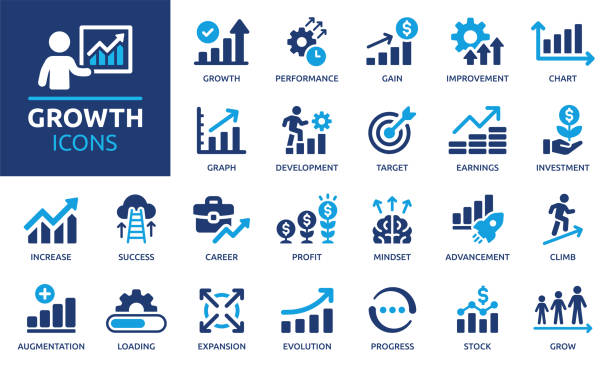 GROWTH
ICONS
GROWTH
PERFORMANCE
GAIN
IMPROVEMENT
CHART
GRAPH
DEVELOPMENT
TARGET
EARNINGS
INVESTMENT
INCREASE
SUCCESS
CAREER
PROFIT
MINDSET
ADVANCEMENT
CLIMB
AUGMENTATION
LOADING
EXPANSION
EVOLUTION
PROGRESS
STOCK
GROW